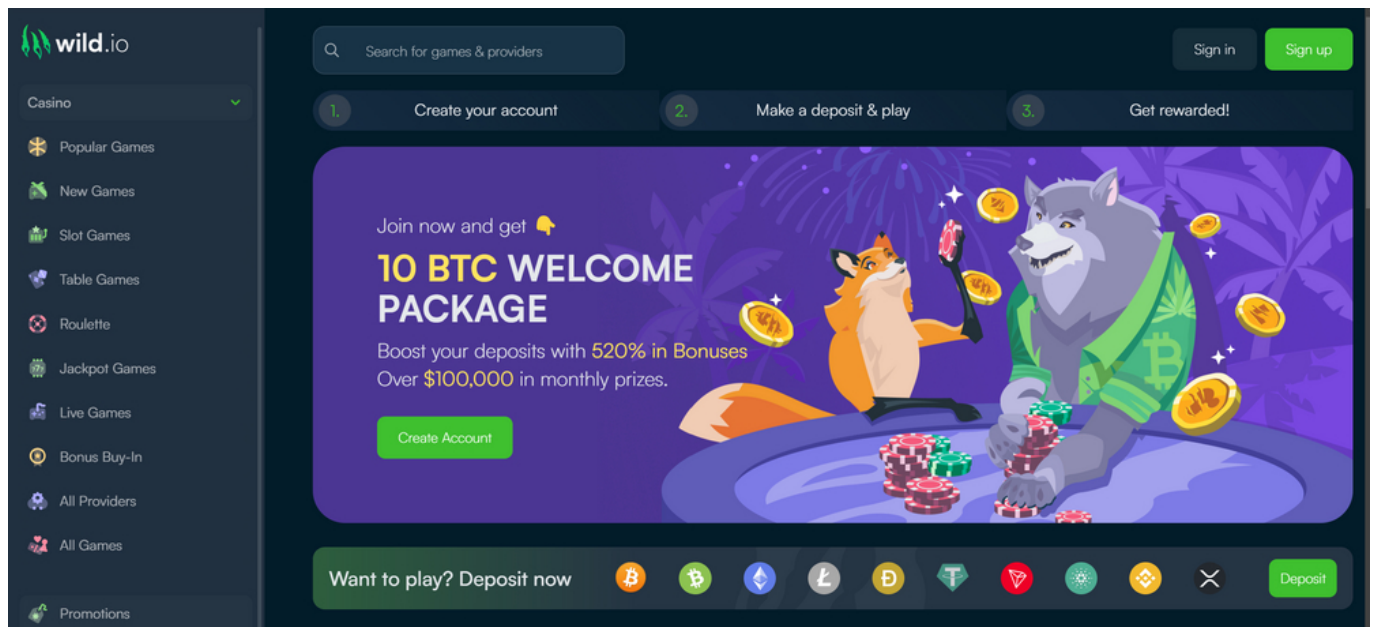 wild.io
Search for games & providers
Sign in
Sign up
Casino
Popular Games
New Games
Slot Games
Table Games
Roulette
Jackpot Games
Live Games
Bonus Buy-In
All Providers
All Games
Promotions
1.
Create your account
2.
Make a deposit & play
3.
Get rewarded!
Join now and get 👇
10 BTC WELCOME
PACKAGE
Boost your deposits with 520% in Bonuses
Over $100,000 in monthly prizes.
Create Account
Want to play? Deposit now
Deposit